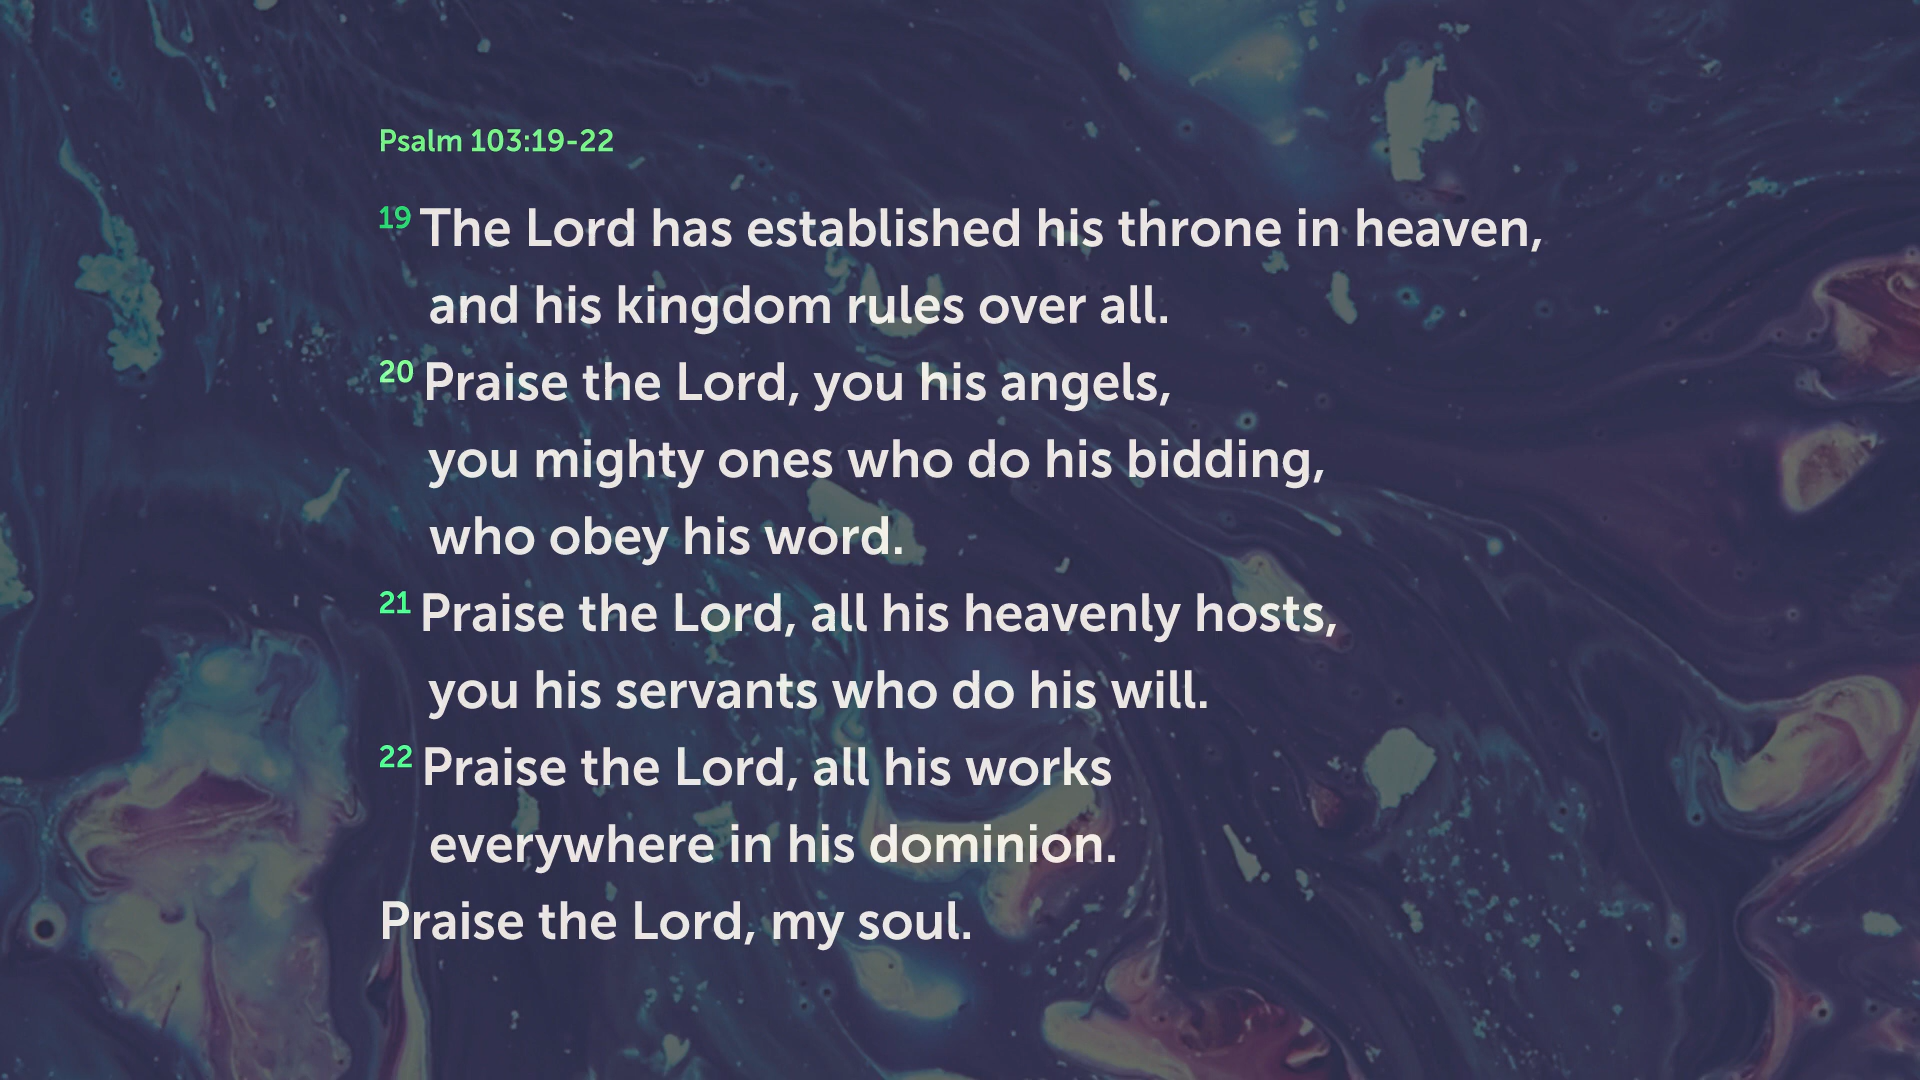 Psalm 103:19-22
19 The Lord has established his throne in heaven,
and his kingdom rules over all.
20 Praise the Lord, you his angels,
you mighty ones who do his bidding,
who obey his word.
21 Praise the Lord, all his heavenly hosts,
you his servants who do his will.
22 Praise the Lord, all his works
everywhere in his dominion.
Praise the Lord, my soul.